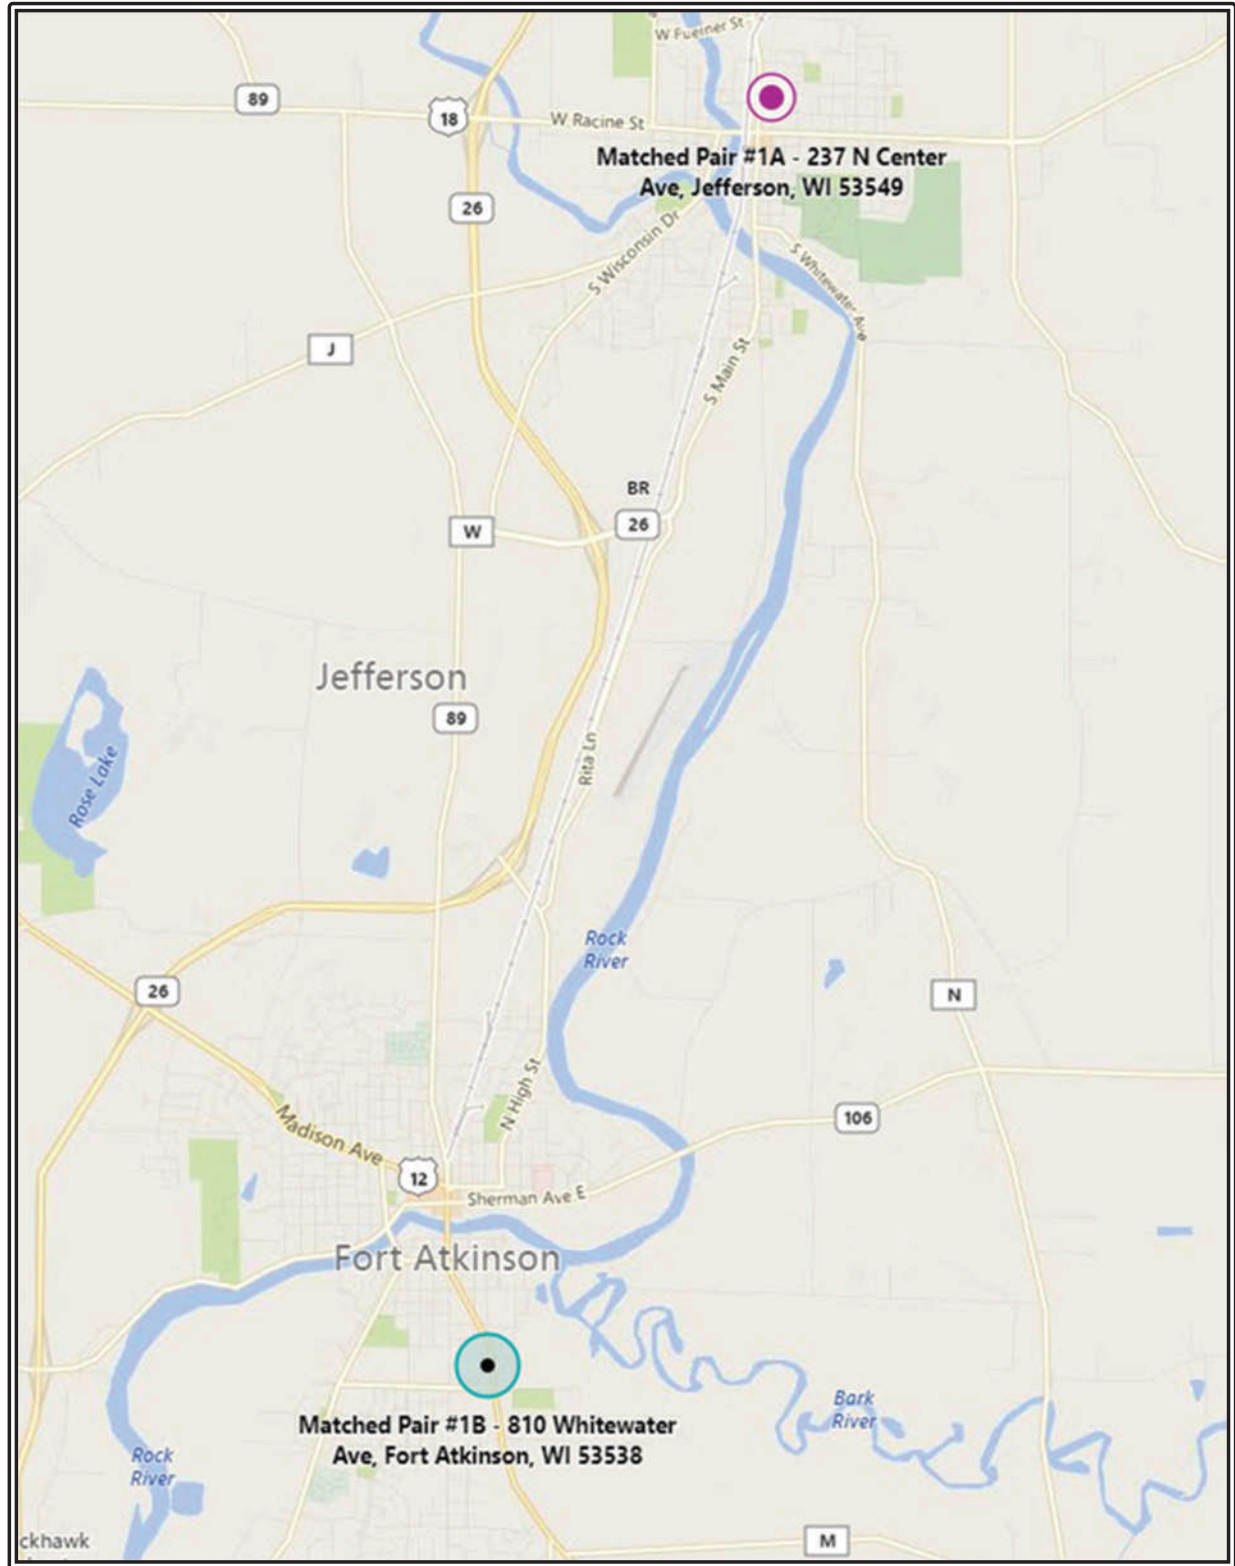 W Puerner St
89
18
W Racine St
Matched Pair #1A - 237 N Center
Ave, Jefferson, WI 53549
26
S Wisconsin Dr
S Whitewater Ave
J
S Main St
BR
26
W
Jefferson
89
Rita Ln
Rose Lake
Rock
River
26
N
N High St
106
Madison Ave
12
Sherman Ave E
Fort Atkinson
Matched Pair #1B - 810 Whitewater
Ave, Fort Atkinson, WI 53538
Bark
River
Rock
River
ckhawk
M